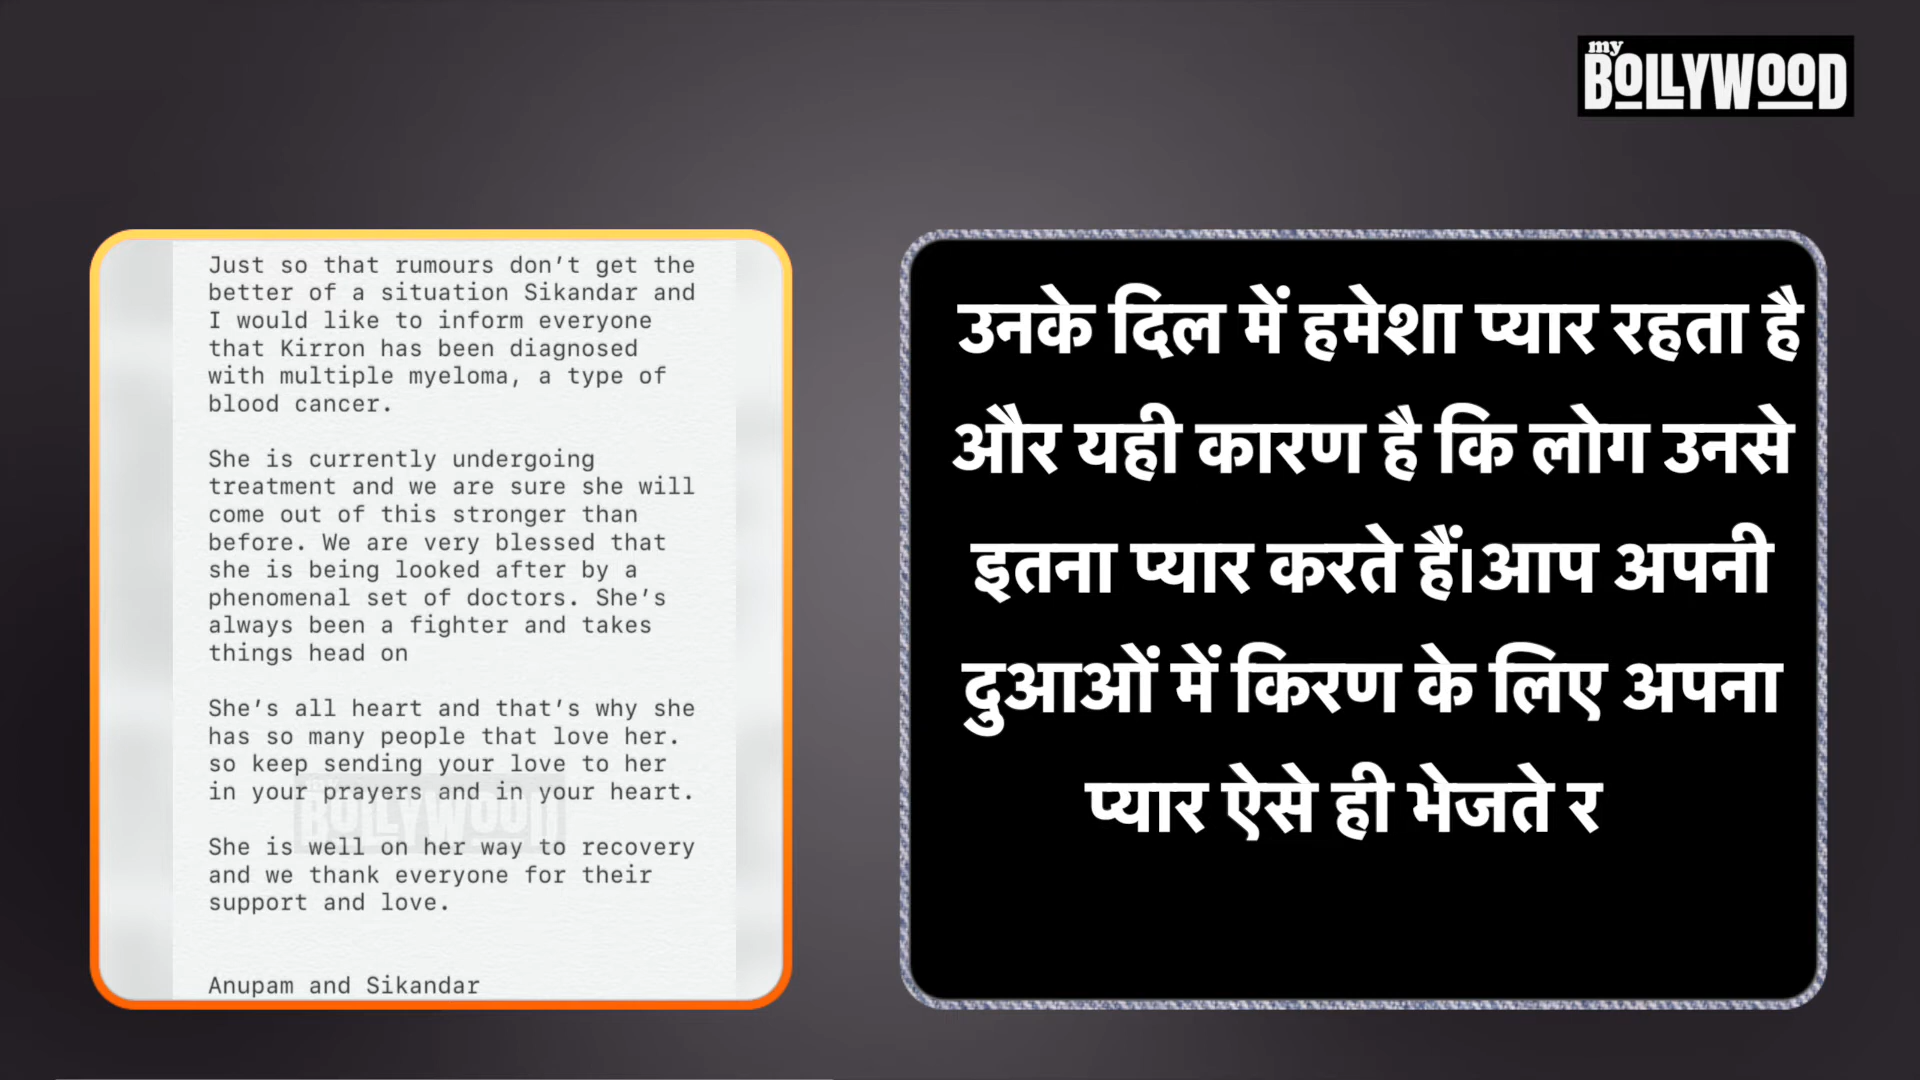 my
BOLLYWOOD
Just so that rumours don’t get the
better of a situation Sikandar and
I would like to inform everyone
that Kirron has been diagnosed
with multiple myeloma, a type of
blood cancer.
She is currently undergoing
treatment and we are sure she will
come out of this stronger than
before. We are very blessed that
she is being looked after by a
phenomenal set of doctors. She’s
always been a fighter and takes
things head on
She’s all heart and that’s why she
has so many people that love her.
so keep sending your love to her
in your prayers and in your heart.
BOLLYWOOD
She is well on her way to recovery
and we thank everyone for their
support and love.
Anupam and Sikandar
उनके दिल में हमेशा प्यार रहता है
और यही कारण है कि लोग उनसे
इतना प्यार करते हैं।आप अपनी
दुआओं में किरण के लिए अपना
प्यार ऐसे ही भेजते र